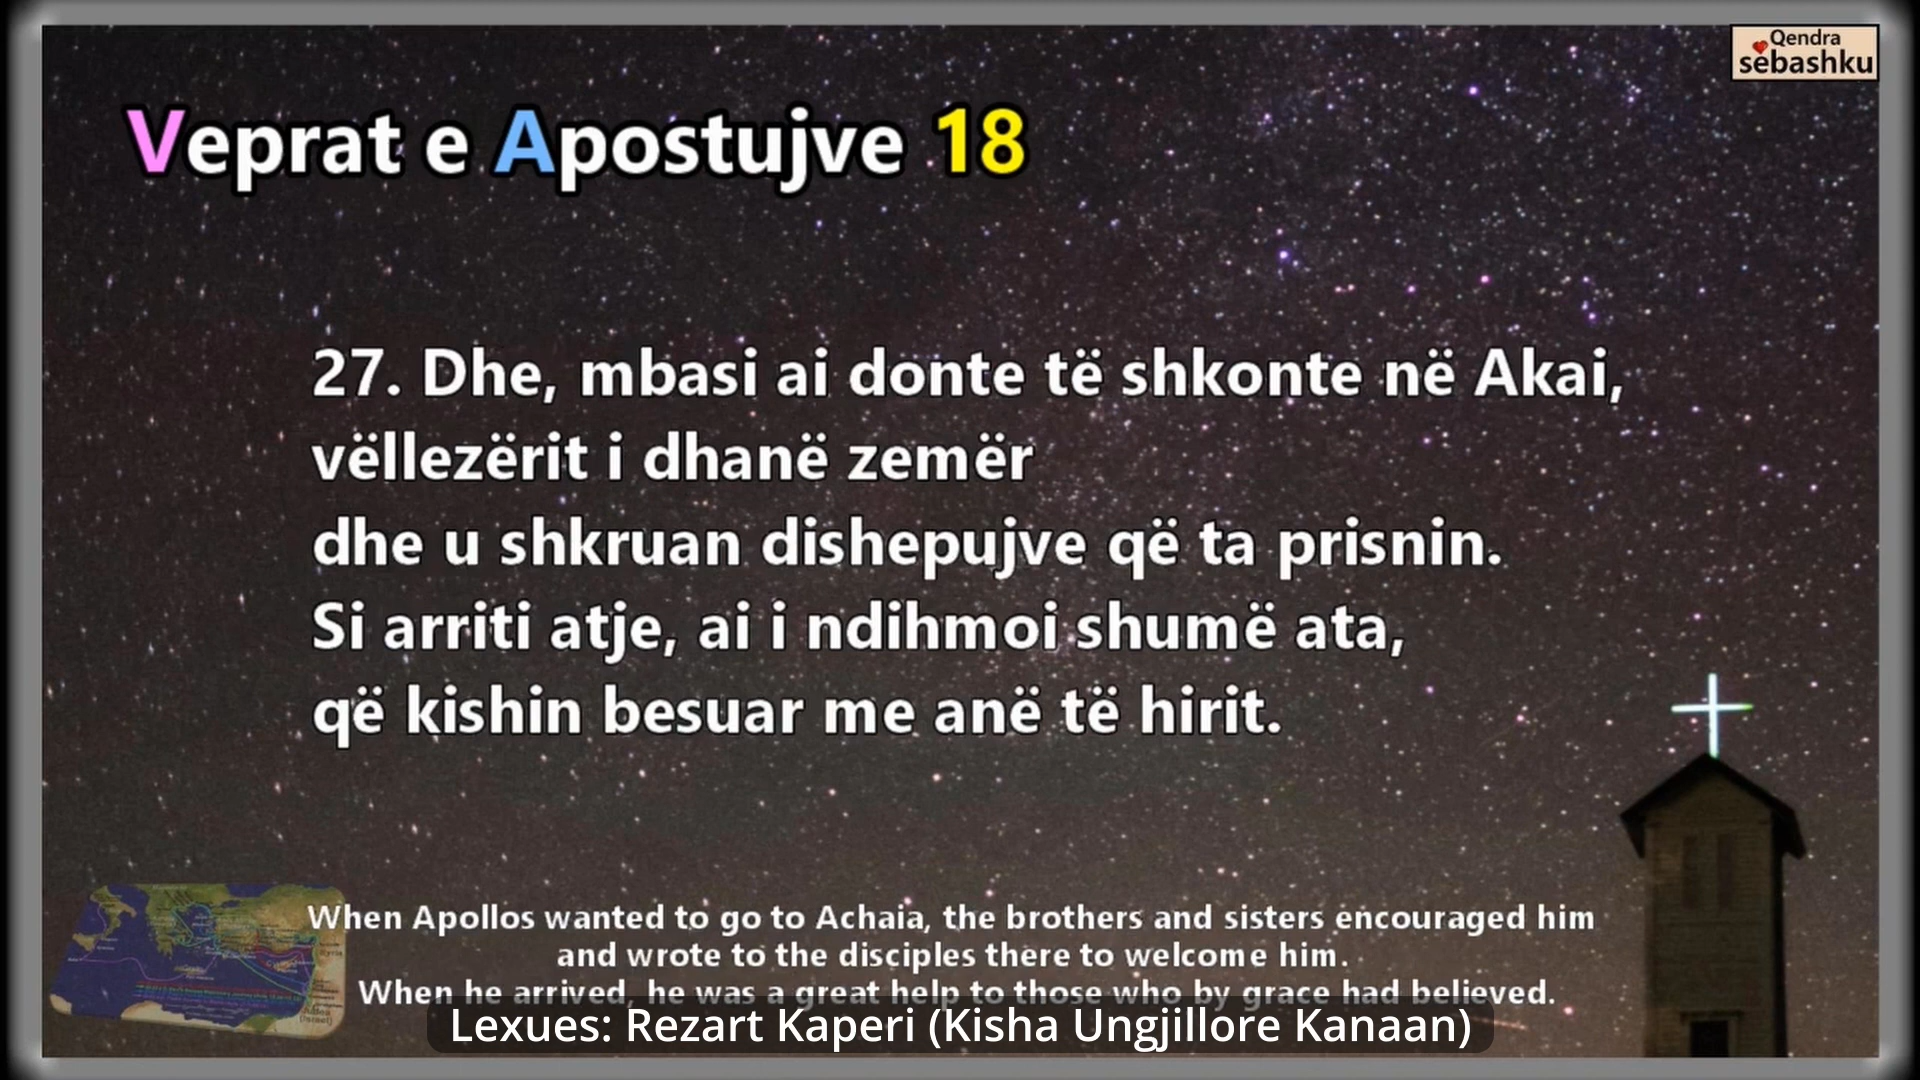 Qendra
sëbashku
Veprat e Apostujve 18
27. Dhe, mbasi ai donte të shkonte në Akai,
vëllezërit i dhanë zemër
dhe u shkruan dishepujve që ta prisnin.
Si arriti atje, ai i ndihmoi shumë ata,
që kishin besuar me anë të hirit.
When Apollos wanted to go to Achaia, the brothers and sisters encouraged him
and wrote to the disciples there to welcome him.
When he arrived, he was a great help to those who by grace had believed.
Lexues: Rezart Kaperi (Kisha Ungjillore Kanaan)